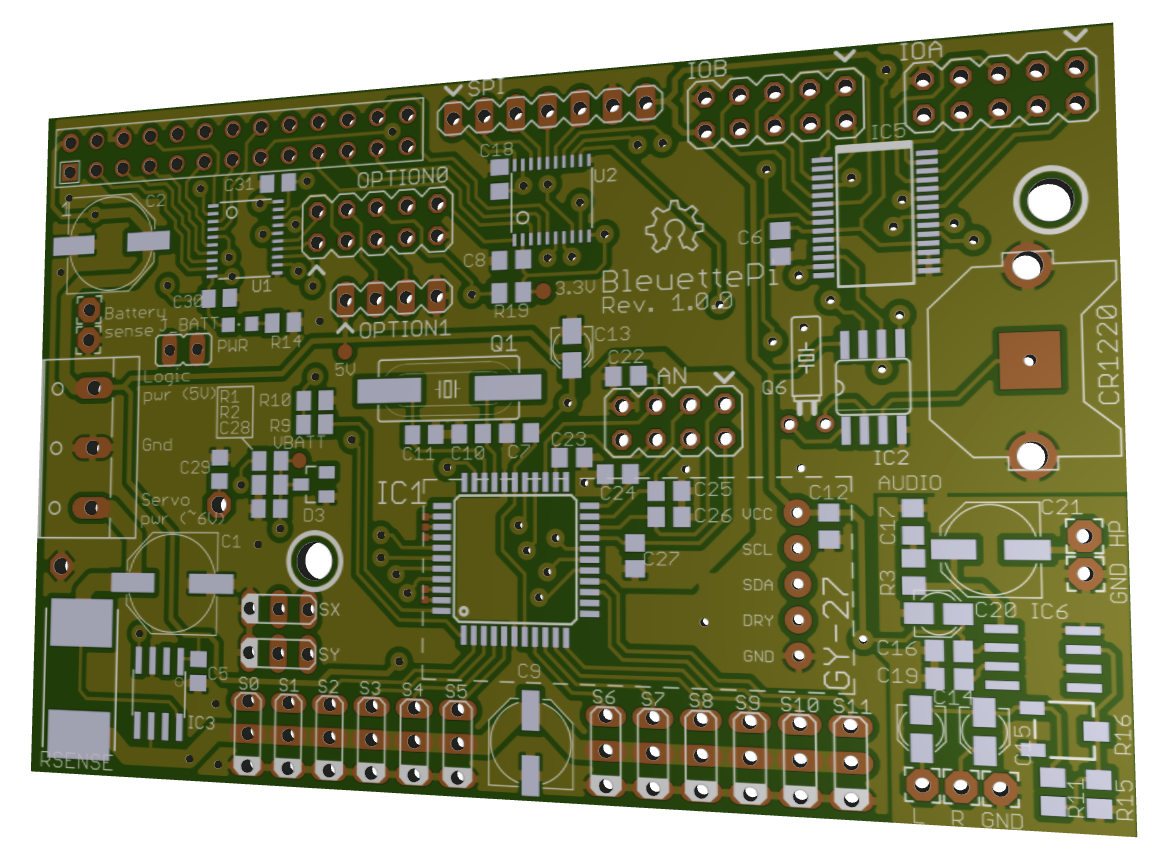 IOA
IOB
SPI
IC5
C18
U2
OPTION0
C31
C2
C6
C8
BleuettePi
Rev. 1.0.0
U1
3.3V
C30
R19
Battery
sense
J_BATT
PWR
R14
OPTION1
C13
CR1220
Q1
5V
C22
AN
Q6
Logic
pwr (5V)
R1
R2
C28
R10
R9
VBATT
Gnd
C11
C10
C7
C23
IC2
C29
C24
AUDIO
IC1
C25
C12
C21
Servo
pwr (~6V)
D3
C26
VCC
C17
HP
C1
C27
SCL
R3
GND
SDA
GY-27
SX
C20
IC6
DRY
SY
C16
GND
C5
C9
C19
S0
S1
S2
S3
S4
S5
S6
S7
S8
S9
S10
S11
C14
IC3
C15
R16
RSENSE
R11
R15
L
R
GND